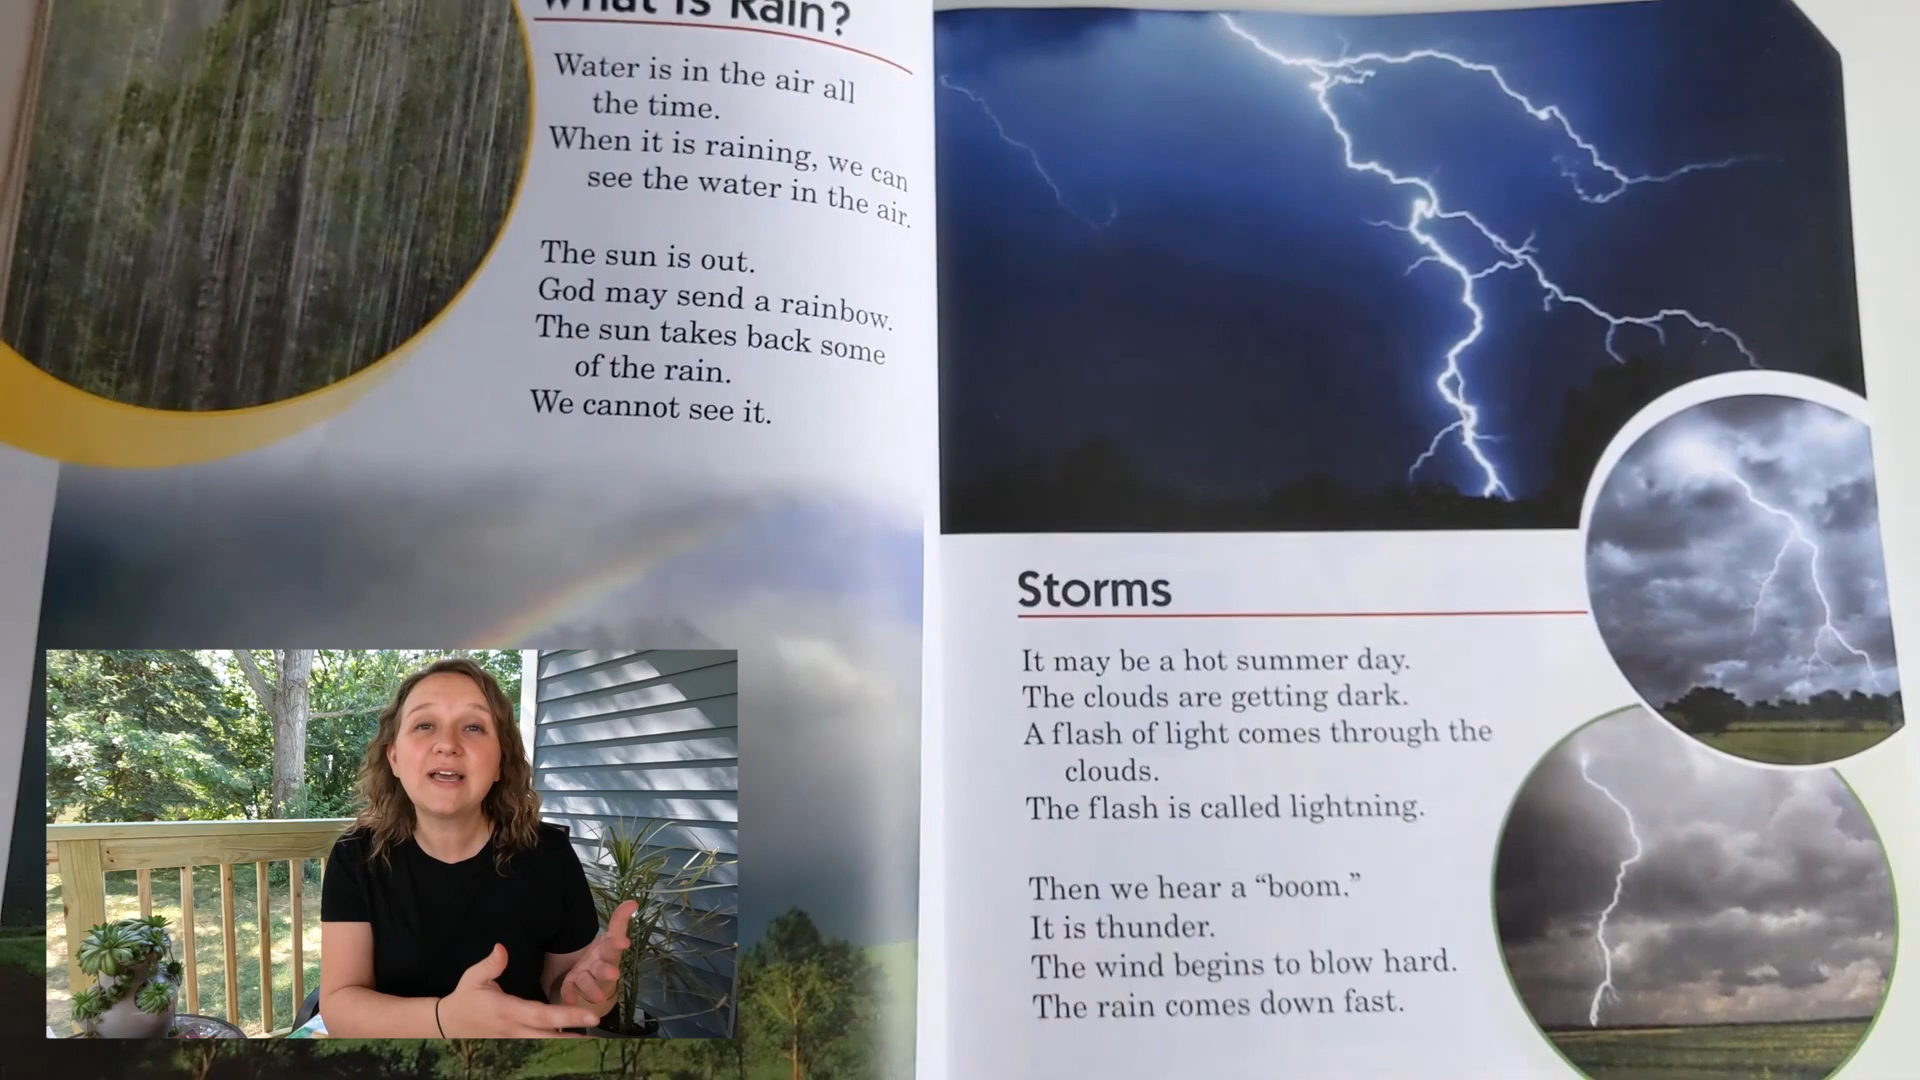 What is Rain?
Water is in the air all
the time.
When it is raining, we can
see the water in the air.
The sun is out.
God may send a rainbow.
The sun takes back some
of the rain.
We cannot see it.
Storms
It may be a hot summer day.
The clouds are getting dark.
A flash of light comes through the
clouds.
The flash is called lightning.
Then we hear a “boom.”
It is thunder.
The wind begins to blow hard.
The rain comes down fast.